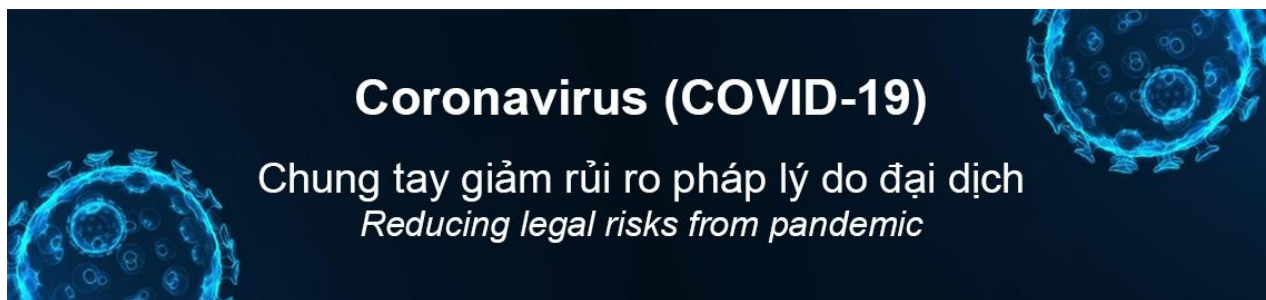 Coronavirus (COVID-19)
Chung tay giảm rủi ro pháp lý do đại dịch
Reducing legal risks from pandemic